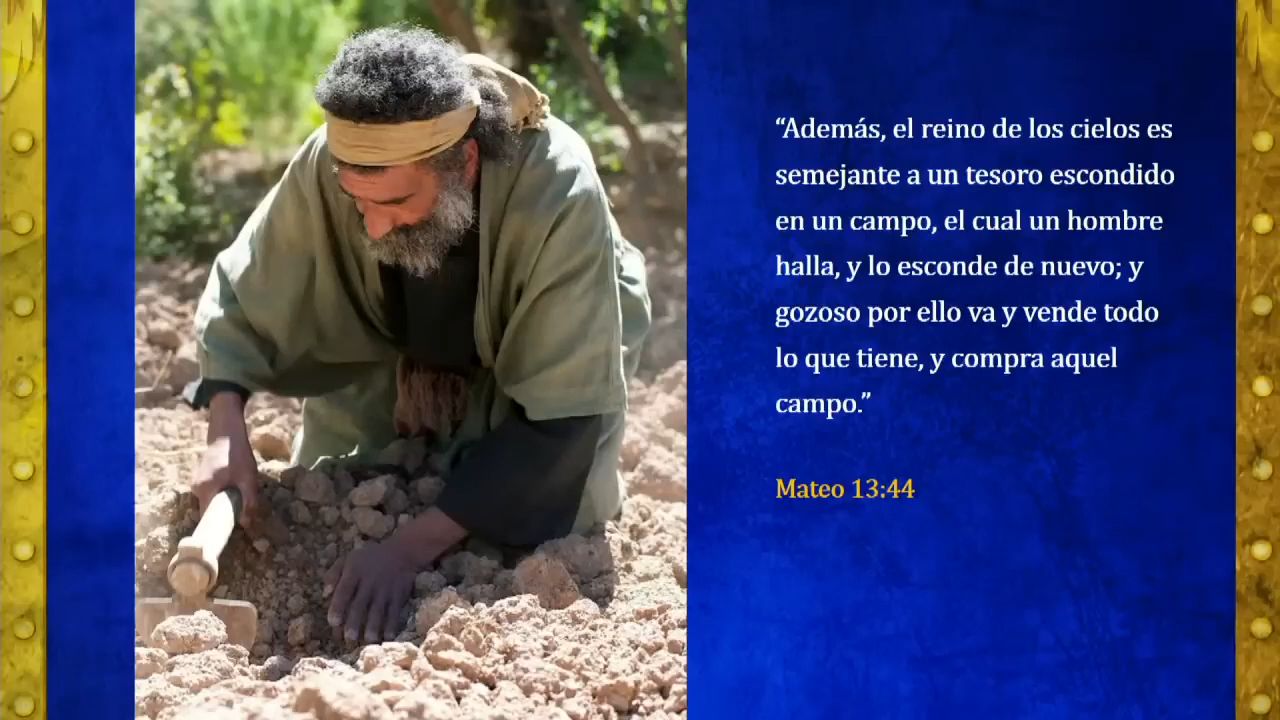 “Además, el reino de los cielos es
semejante a un tesoro escondido
en un campo, el cual un hombre
halla, y lo esconde de nuevo; y
gozoso por ello va y vende todo
lo que tiene, y compra aquel
campo.”
Mateo 13:44